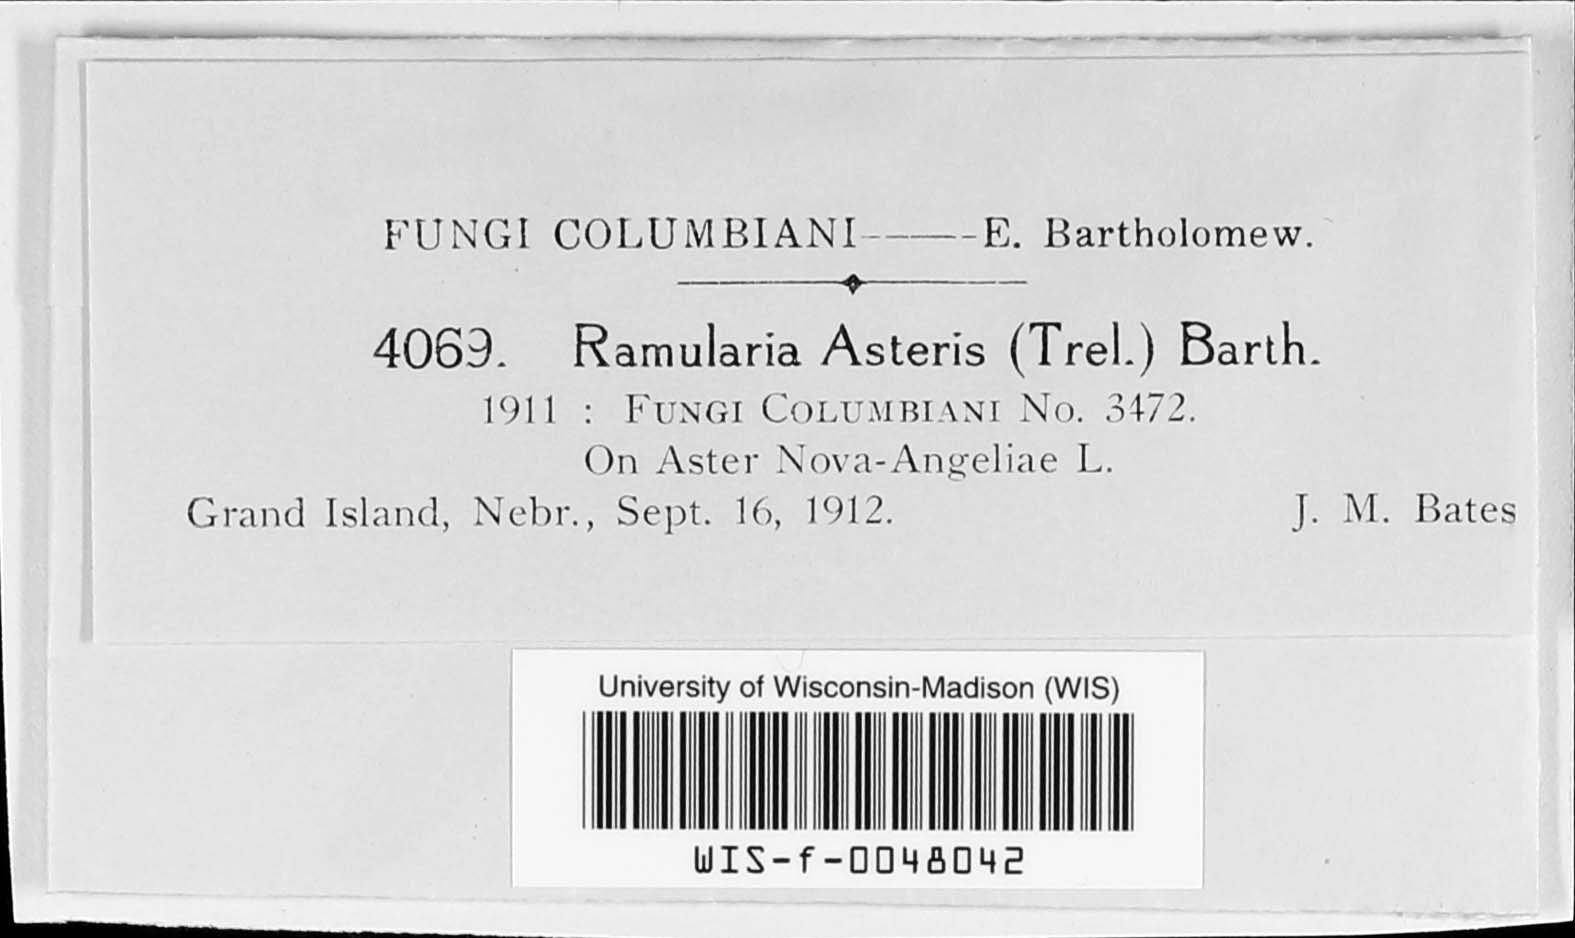 FUNGI COLUMBIANI———E. Bartholomew.
4069. Ramularia Asteris (Trel.) Barth.
1911 : FUNGI COLUMBIANI NO. 3472.
On Aster Nova-Angeliae L.
Grand Island, Nebr., Sept. 16, 1912. J. M. Bates
University of Wisconsin-Madison (WIS)
WIS-f-0048042